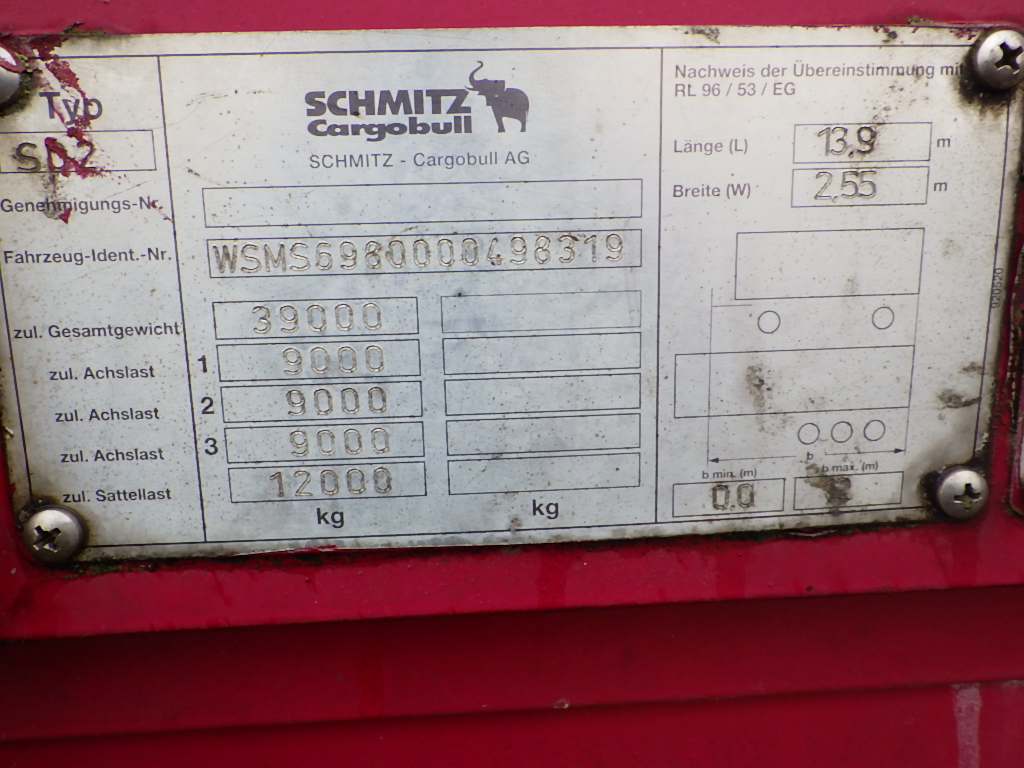 Typ
SCHMITZ
Cargobull
SCHMITZ - Cargobull AG
Genehmigungs-Nr.
Fahrzeug-Ident.-Nr. WSMS6980000498319
zul. Gesamtgewicht 39000
zul. Achslast 1 9000
zul. Achslast 2 9000
zul. Achslast 3 9000
zul. Sattellast 12000
kg kg
Nachweis der Übereinstimmung mit
RL 96 / 53 / EG
Länge (L) 13.9 m
Breite (W) 2.55 m
b
b min. (m) b max. (m)
0.0